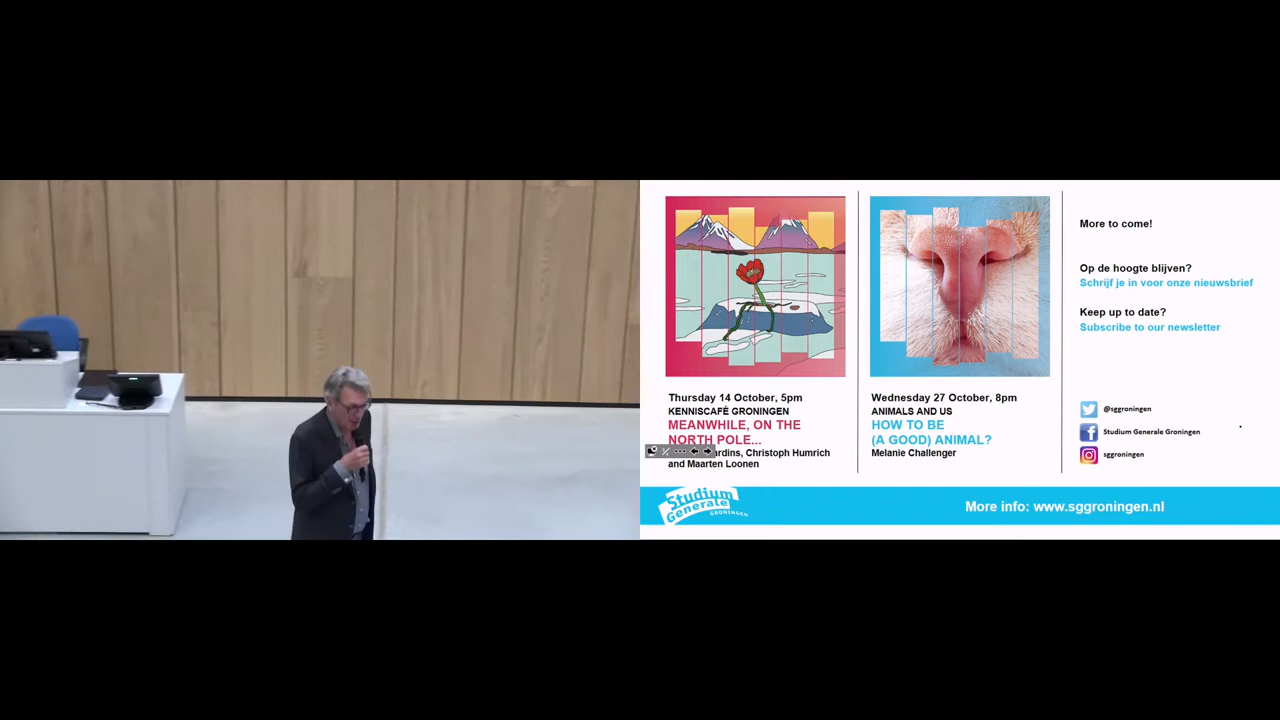 Thursday 14 October, 5pm
KENNISCAFÉ GRONINGEN
MEANWHILE, ON THE
NORTH POLE...
Christoph Humrich
and Maarten Loonen
Wednesday 27 October, 8pm
ANIMALS AND US
HOW TO BE
(A GOOD) ANIMAL?
Melanie Challenger
More to come!
Op de hoogte blijven?
Schrijf je in voor onze nieuwsbrief
Keep up to date?
Subscribe to our newsletter
@sggroningen
Studium Generale Groningen
sggroningen
Studium
Generale
GRONINGEN
More info: www.sggroningen.nl